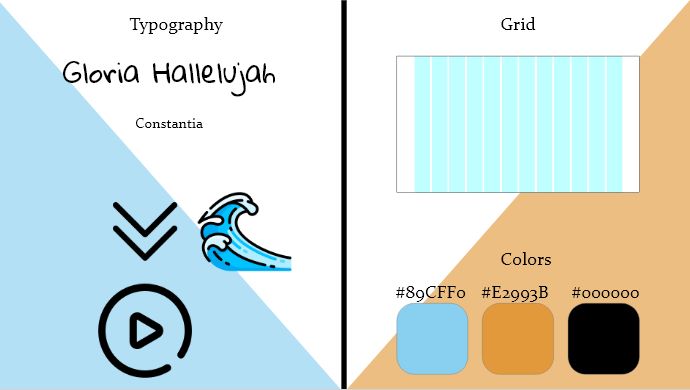 Typography
Gloria Hallelujah
Constantia
Grid
Colors
#89CFF0 #E2993B #000000